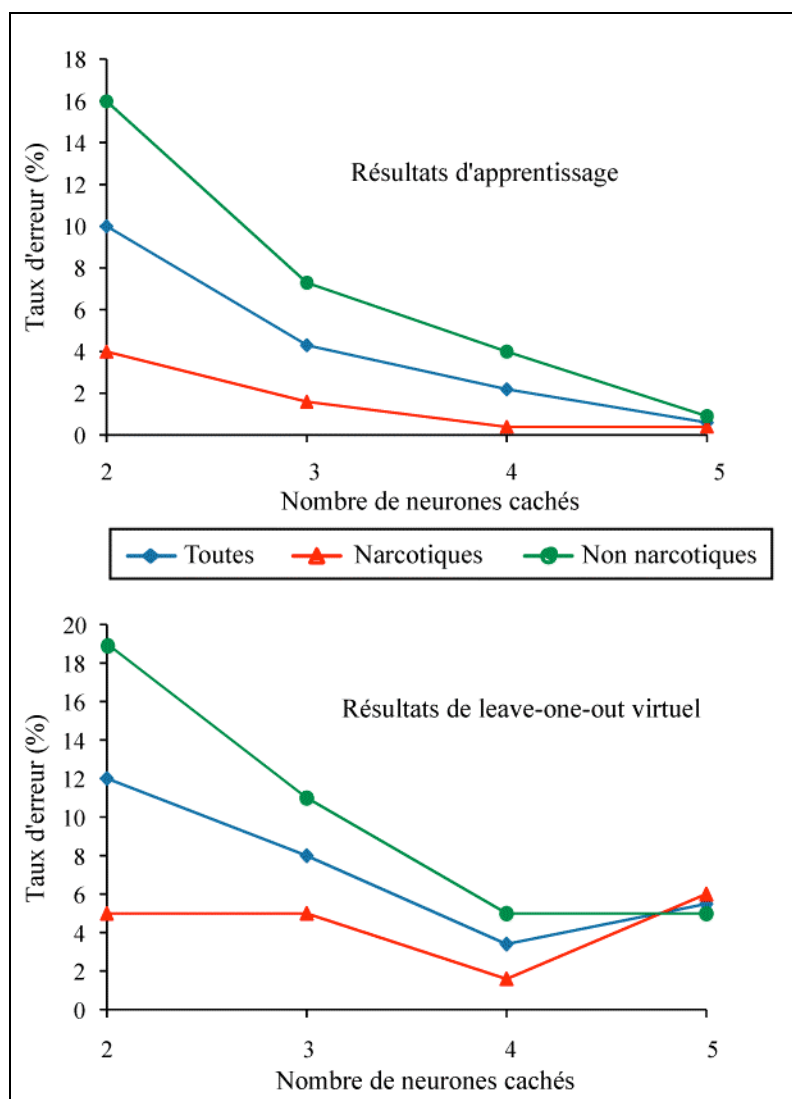 18
16
14
12
10
8
6
4
2
0
Taux d'erreur (%)
Résultats d'apprentissage
2 3 4 5
Nombre de neurones cachés
Toutes Narcotiques Non narcotiques
20
18
16
14
12
10
8
6
4
2
0
Taux d'erreur (%)
Résultats de leave-one-out virtuel
2 3 4 5
Nombre de neurones cachés